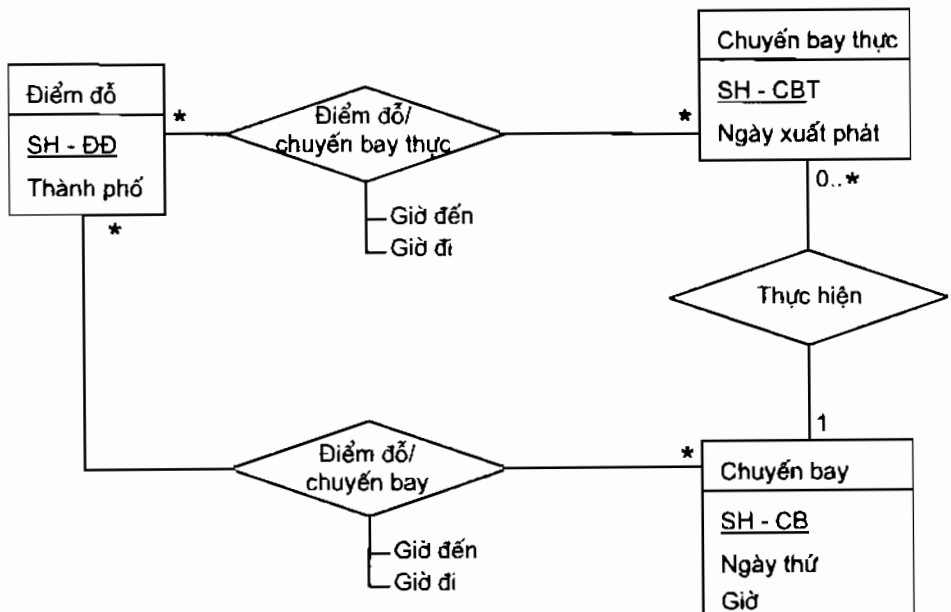 Điểm đỗ
SH - ĐĐ
Thành phố
*
*
Điểm đỗ/
chuyến bay thực
Giờ đến
Giờ đi
*
Chuyến bay thực
SH - CBT
Ngày xuất phát
0..*
Thực hiện
1
Điểm đỗ/
chuyến bay
Giờ đến
Giờ đi
*
Chuyến bay
SH - CB
Ngày thứ
Giờ